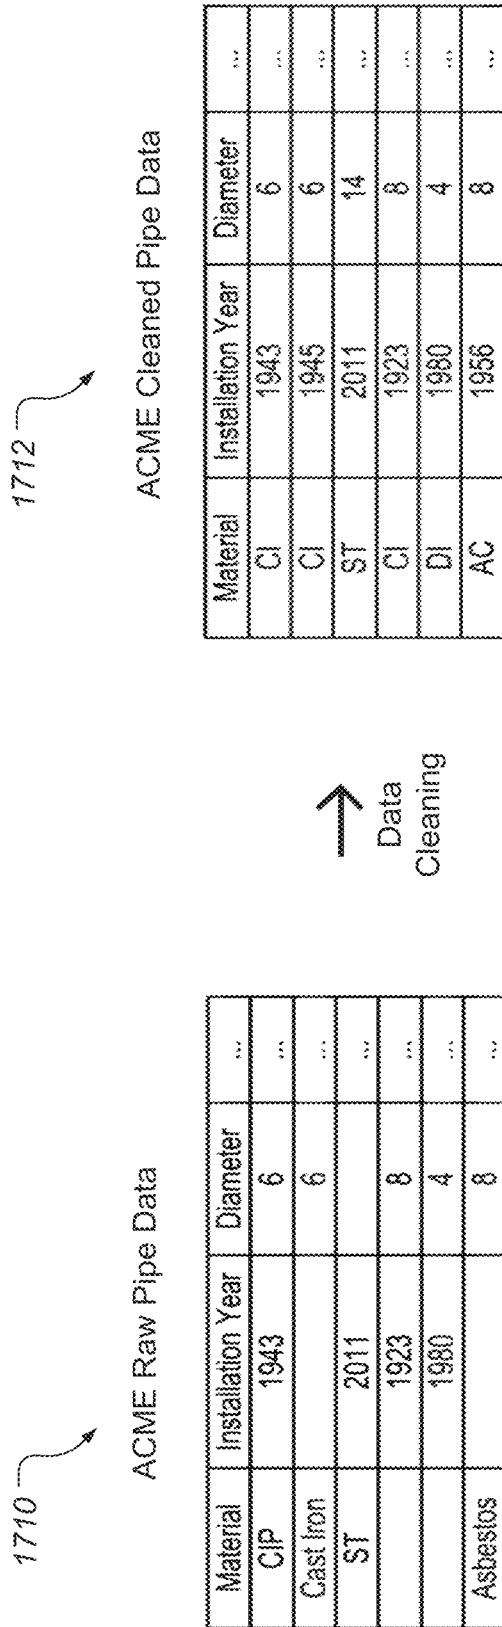 1710
ACME Raw Pipe Data
Material Installation Year Diameter ...
CIP 1943 6 ...
Cast Iron 6 ...
ST 2011 ...
1923 8 ...
1980 4 ...
Asbestos 8 ...
Data
Cleaning
1712
ACME Cleaned Pipe Data
Material Installation Year Diameter ...
CI 1943 6 ...
CI 1945 6 ...
ST 2011 14 ...
CI 1923 8 ...
DI 1980 4 ...
AC 1956 8 ...